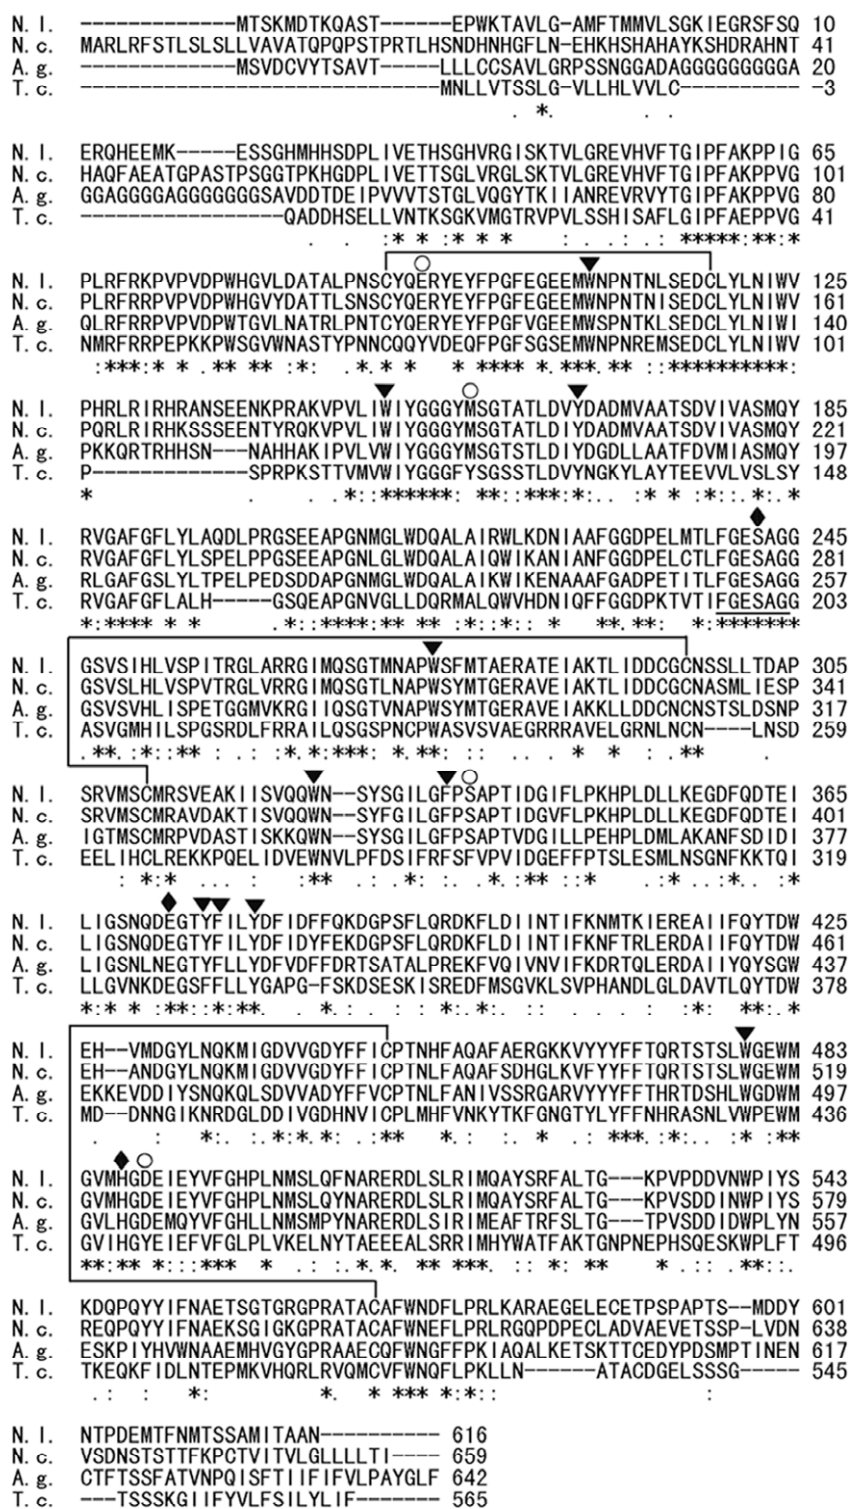 N. l. -------------MTSKMDTKQAST------EPWKTAVLG-AMFTMMVLSGKIEGRSFSQ 10
N. c. MARLRFSTLSLSLLVAVATQPQPSTPRTLHSNDHNHGFLN-EHKHSHAHAYKSHDRAHNT 41
A. g. -------------MSVDCVYTSAVT-----LLLCCSAVLGRPSSNGGADAGGGGGGGGGA 20
T. c. ------------------------------MNLLVTSSLG-VLLHLVVLC---------- -3
. *. . .
N. l. ERQHEEMK-----ESSGHMHHSDPLIVETHSGHVRGISKTVLGREVHVFTGIPFAKPPIG 65
N. c. HAQFAEATGPASTPSGGTPKHGDPLIVETTSGLVRGLSKTVLGREVHVFTGIPFAKPPVG 101
A. g. GGAGGGGGAGGGGGGGSAVDDTDEIPVVVTSTGLVQGYTKIIANREVRVYTGIPFAKPPVG 80
T. c. -----------------QADDHSELLVNTKSGKVMGTRVPVLSSHISAFLGIPFAEPPVG 41
. . :* * :* * * : . : . : *****:**:*
N. l. PLRFRKPVPVDPWHGVLDATALPNSCYQERYEYFPGFEGEEMWNPNTNLSEDCLYLNIWV 125
N. c. PLRFRRPVPVDPWHGVYDATTLSNSCYQERYEYFPGFEGEEMWNPNTNISEDCLYLNIWV 161
A. g. QLRFRRPVPVDPWTGVLNATRLPNTCYQERYEYFPGFVGEEMWSPNTKLSEDCLYLNIWI 140
T. c. NMRFRRPEPKKPWSGVWNASTYPNNCQQYVDEQFPGFSGSEMWNPNREMSEDCLYLNIWV 101
:***:* * .** ** :*: .*.* * * **** *.***.** ::**********:
N. l. PHRLRIRHRANSEENKPRAKVPVLIWIYGGGYMSGTATLDVYDADMVAATSDVIVASMQY 185
N. c. PQRLRIRHKSSSEENTYRQKVPVLIWIYGGGYMSGTATLDIYDADMVAATSDVIVASMQY 221
A. g. PKKQRTRHHSN---NAHHAKIPVLVWIYGGGYMSGTSTLDIYDGDLLAATFDVMIASMQY 197
T. c. P-------------SPRPKSTTVMVWIYGGGFYSGSSTLDVYNGKYLAYTEEVVLVSLSY 148
* . . . .*::******: **::***:*:.. :* * :*::.*:.*
N. l. RVGAFGFLYLAQDLPRGSEEAPGNMGLWDQALAIRWLKDNIAAFGGDPELMTLFGESAGG 245
N. c. RVGAFGFLYLSPELPPGSEEAPGNLGLWDQALAIQWIKANIANFGGDPELCTLFGESAGG 281
A. g. RLGAFGSLYLTPELPEDSDDAPGNMGLWDQALAIKWIKENAAAFGADPETITLFGESAGG 257
T. c. RVGAFGFLALH-----GSQEAPGNVGLLDQRMALQWVHDNIQFFGGDPKTVTIFGESAGG 203
*:**** * * .*::****:** ** :*::*:: * **.**. *:*******
N. l. GSVSIHLVSPITRGLARRGIMQSGTMNAPWSFMTAERATEIAKTLIDDCGCNSSLLTDAP 305
N. c. GSVSLHLVSPVTRGLVRRGIMQSGTLNAPWSYMTGERAVEIAKTLIDDCGCNASMLIESP 341
A. g. GSVSVHLISPETGGMVKRGIIQSGTVNAPWSYMTGERAVEIAKKLLDDCNCNSTSLDSNP 317
T. c. ASVGMHILSPGSRDLFRRAILQSGSPNCPWASVSVAEGRRRAVELGRNLNCN----LNSD 259
.**.:*::** : .: :*.*:***: *.**: :: .. * * : .** .
N. l. SRVMSCMRSVEAKIISVQQWN--SYSGILGFPSAPTIDGIFLPKHPLDLLKEGDFQDTEI 365
N. c. SRVMSCMRAVDAKTISVQQWN--SYFGILGFPSAPTIDGVFLPKHPLDMLREGDFEDTEI 401
A. g. IGTMSCMRPVDASTISKKQWN--SYSGILGFPSAPTVDGILLPEHPLDMLAKANFSDIDI 377
T. c. EELIHCLREKKPQELIDVEWNVLPFDSIFRFSFVPVIDGEFFPTSLESMLNSGNFKKTQI 319
: *:* ... : :** .: .*: *. .*.:** ::* .:* ..:*.. :*
N. l. LIGSNQDEGTYFILYDFIDFFQKDGPSFLQRDKFLDIINTIFKNMTKIEREAIIFQYTDW 425
N. c. LIGSNQDEGTYFILYDFIDYFEKDGPSFLQRDKFLDIINTIFKNFTRLEREAIIFQYTDW 461
A. g. LIGSNLNEGTYFLLYDFVDFFDRTSATALPREKFVQIVNVIFKDRTQLERDAIIYQYSGW 437
T. c. LLGVNKDEGSFFLLYGAPG-FSKDSESKISREDFMSGVKLSVPHANDLGLDAVTLQYTDW 378
*:* * :**::*:**. . *.: . : : *:.*:. :: . . . : :*: **:.*
N. l. EH--VMDGYLNQKMIGDVVGDYFFICPTNHFAQAFAERGKKVYYYFFTQRTSTSLWGEWM 483
N. c. EH--ANDGYLNQKMIGDVVGDYFFICPTNLFAQAFSDHGLKVFYYFFTQRTSTSLWGEWM 519
A. g. EKKEVDDIYSNQKQLSDVVADYFFVCPTNLFANIVSSRGARVYYYFFTHRTDSHLWGDWM 497
T. c. MD--DNNGIKNRDGLDDIVGDHNVICPLMHFVNKYTKFGNGTYLYFFNHRASNLVWPEWM 436
. : *:. :.*:*.*: .:** *.: :. * .: ***.:*:.. :* :**
N. l. GVMHGDEIEYVFGHPLNMSLQFNARERDLSLRIMQAYSRFALTG---KPVPDDVNWPIYS 543
N. c. GVMHGDEIEYVFGHPLNMSLQYNARERDLSLRIMQAYSRFALTG---KPVSDDINWPIYS 579
A. g. GVLHGDEMQYVFGHLLNMSMPYNARERDLSIRIMEAFTRFSLTG---TPVSDDIDWPLYN 557
T. c. GVIHGYEIEFVFGLPLVKELNYTAEEEALSRRIMHYWATFAKTGNPNEPHSQESKWPLFT 496
**:** *:::*** * .: :.*.*. ** ***. :: *: ** * .:: .**::.
N. l. KDQPQYYIFNAETSGTGRGPRATACAFWNDFLPRLKARAEGELECETPSPAPTS--MDDY 601
N. c. REQPQYYIFNAEKSGIGKGPRATACAFWNEFLPRLRGQPDPECLADVAEVETSSP-LVDN 638
A. g. ESKPIYHVWNAAEMHVGYGPRAAECQFWNGFFPKIAQALKETSKTTCEDYPDSMPTINEN 617
T. c. TKEQKFIDLNTEPMKVHQRLRVQMCVFWNQFLPKLLN------ATACDGELSSSG----- 545
. : : *: *. * *** *:*:: :
N. l. NTPDEMTFNMTSSAMITAAN---------- 616
N. c. VSDNSTSTTFKPCTVITVLGLLLLTI---- 659
A. g. CTFTSSFATVNPQISFTIIFIFVLPAYGLF 642
T. c. ---TSSSKGIIFYVLFSILYLIF------- 565